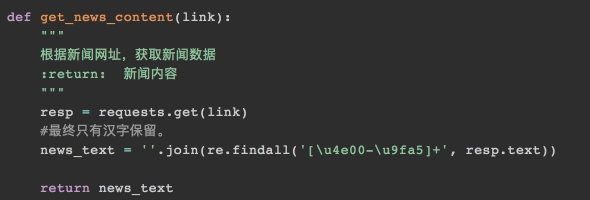 def get_news_content(link):
    """
    根据新闻网址，获取新闻数据
    :return:  新闻内容
    """
    resp = requests.get(link)
    #最终只有汉字保留。
    news_text = ''.join(re.findall('[\u4e00-\u9fa5]+', resp.text))
    return news_text